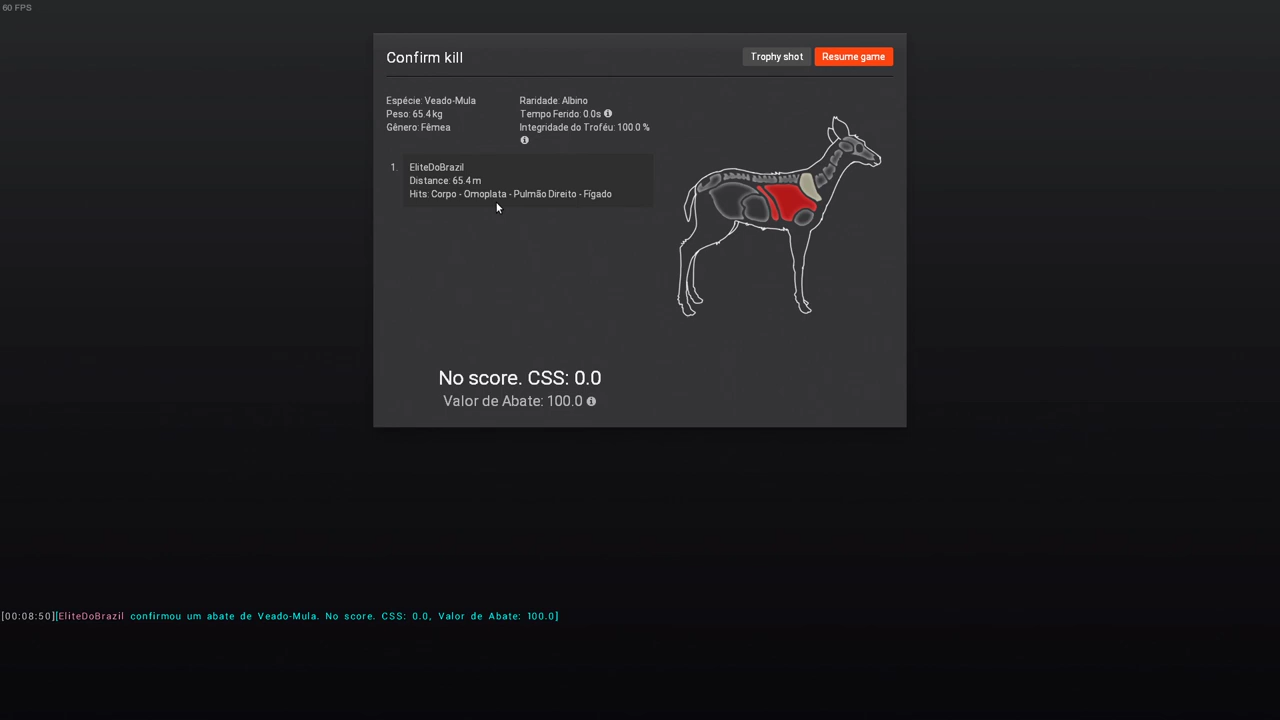 60 FPS
Confirm kill
Trophy shot
Resume game
Espécie: Veado-Mula
Peso: 65.4 kg
Gênero: Fêmea
Raridade: Albino
Tempo Ferido: 0.0s
Integridade do Troféu: 100.0 %
1. EliteDoBrazil
Distance: 65.4 m
Hits: Corpo - Omoplata - Pulmão Direito - Fígado
No score. CSS: 0.0
Valor de Abate: 100.0
[00:08:50][EliteDoBrazil confirmou um abate de Veado-Mula. No score. CSS: 0.0, Valor de Abate: 100.0]